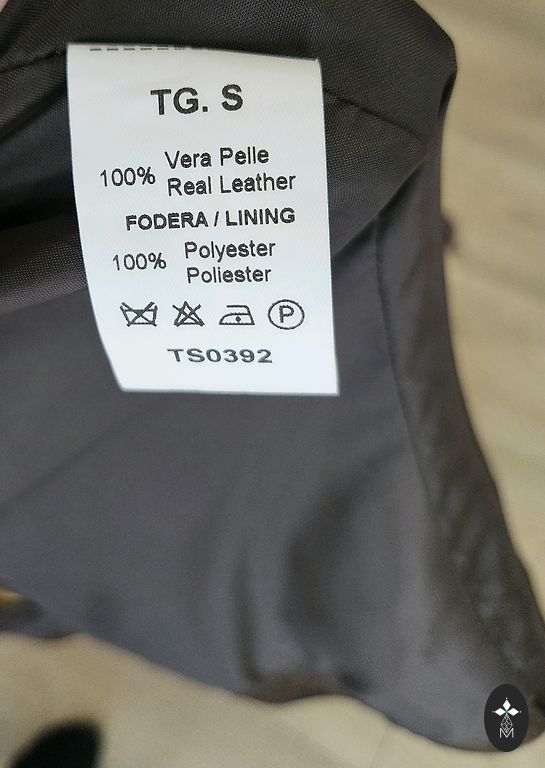 TG. S
100% Vera Pelle
Real Leather
FODERA / LINING
100% Polyester
Poliester
P
TS0392
M